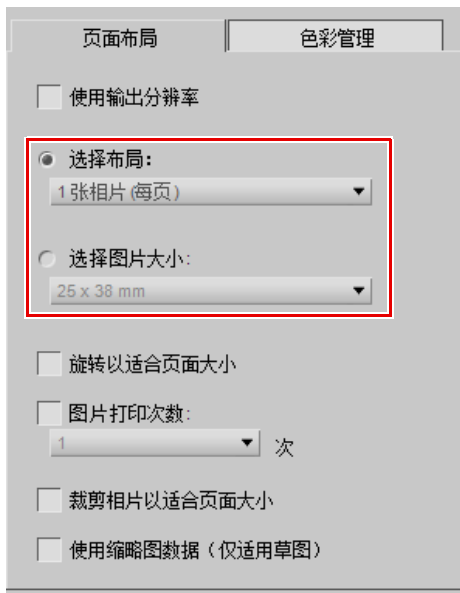 页面布局 色彩管理
使用输出分辨率
选择布局:
1张相片(每页)
选择图片大小:
25 x 38 mm
旋转以适合页面大小
图片打印次数:
1 次
裁剪相片以适合页面大小
使用缩略图数据(仅适用草图)